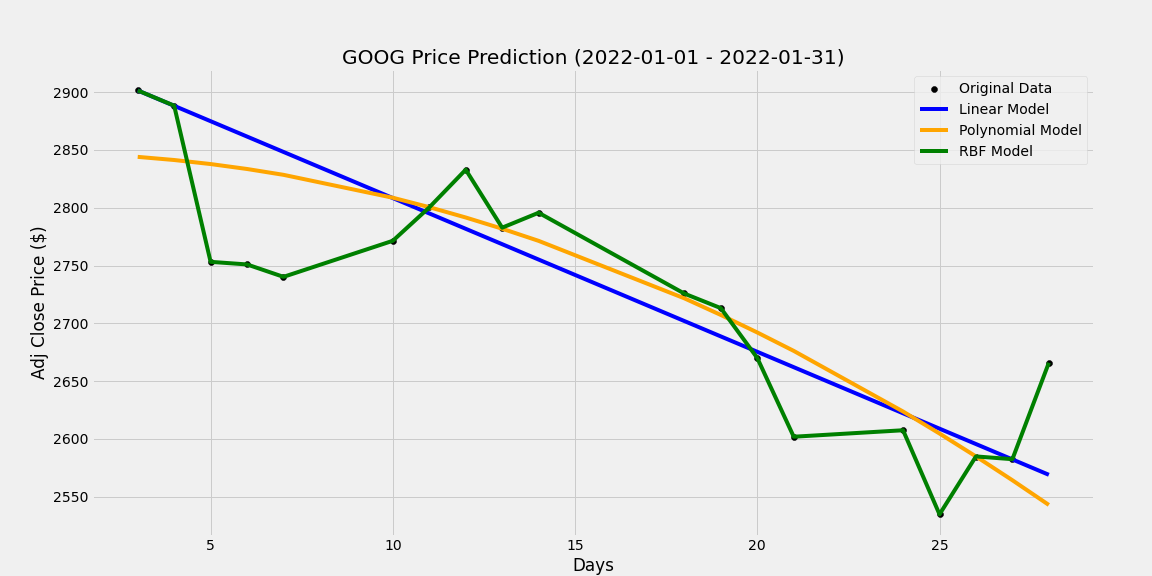 GOOG Price Prediction (2022-01-01 - 2022-01-31)
Original Data
Linear Model
Polynomial Model
RBF Model
Adj Close Price ($)
2900
2850
2800
2750
2700
2650
2600
2550
5 10 15 20 25
Days